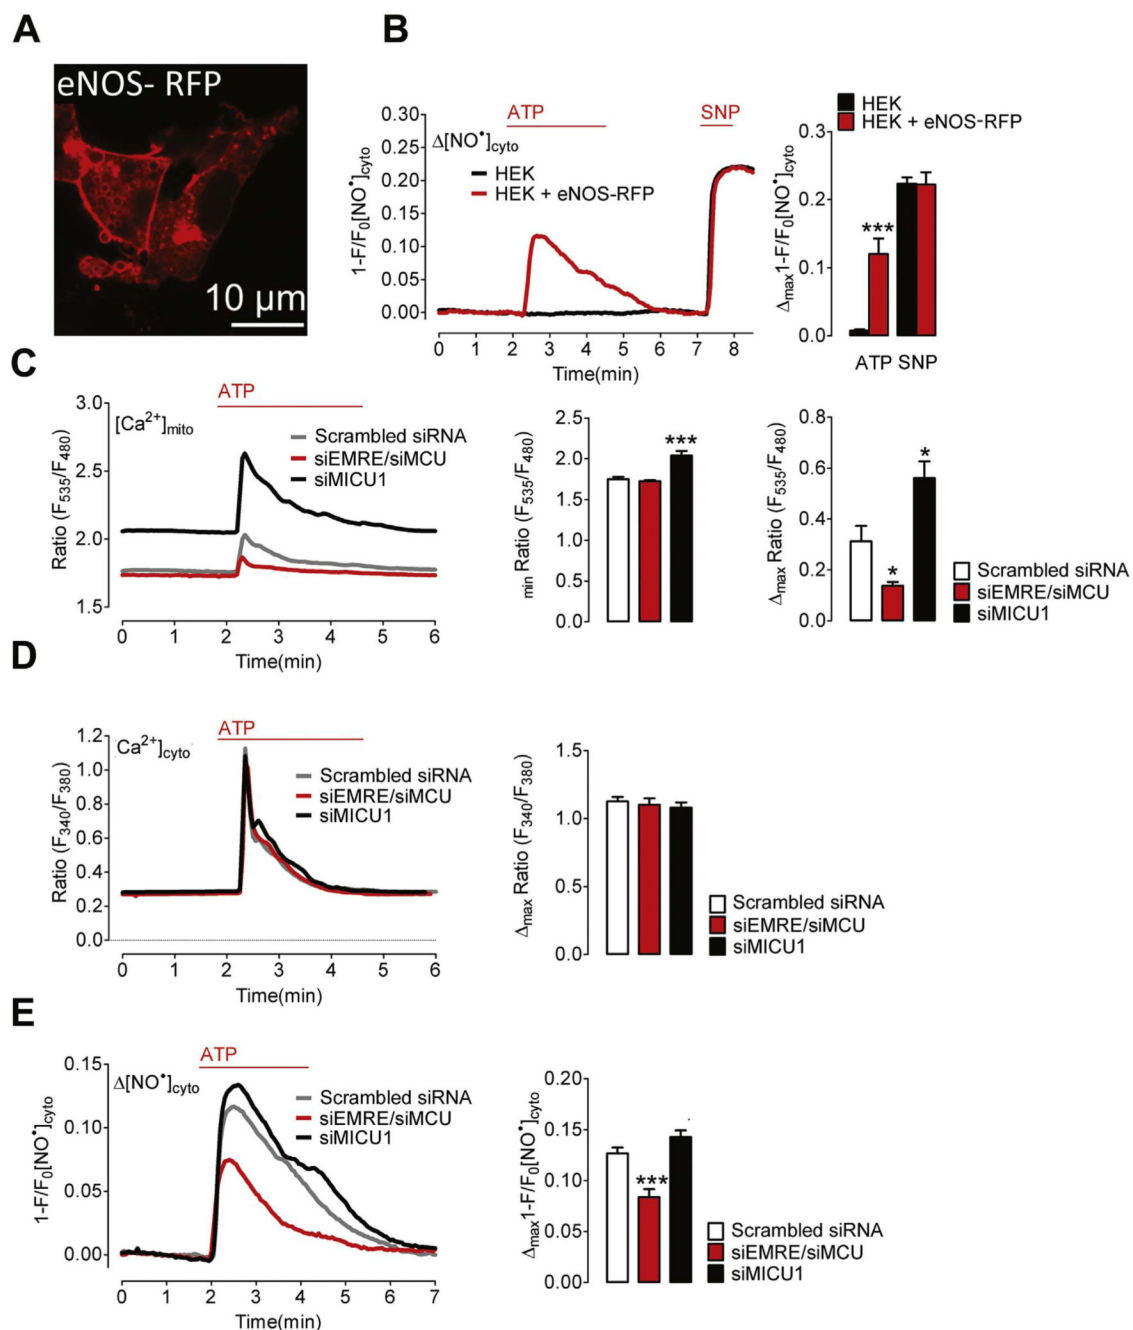 A
eNOS- RFP
10 µm
B
ATP
SNP
Δ[NO•]cyto
HEK
HEK + eNOS-RFP
1-F/F0[NO•]cyto
0.30
0.25
0.20
0.15
0.10
0.05
0.00
0 1 2 3 4 5 6 7 8
Time(min)
HEK
HEK + eNOS-RFP
Δmax1-F/F0[NO•]cyto
0.3
0.2
0.1
0.0
***
ATP SNP
C
ATP
[Ca2+]mito
Scrambled siRNA
siEMRE/siMCU
siMICU1
Ratio (F535/F480)
3.0
2.5
2.0
1.5
0 1 2 3 4 5 6
Time(min)
min Ratio (F535/F480)
2.5
2.0
1.5
1.0
0.5
0.0
***
Δmax Ratio (F535/F480)
0.8
0.6
0.4
0.2
0.0
*
*
Scrambled siRNA
siEMRE/siMCU
siMICU1
D
ATP
Ca2+]cyto
Scrambled siRNA
siEMRE/siMCU
siMICU1
Ratio (F340/F380)
1.2
1.0
0.8
0.6
0.4
0.2
0.0
0 1 2 3 4 5 6
Time(min)
Δmax Ratio (F340/F380)
1.5
1.0
0.5
0.0
Scrambled siRNA
siEMRE/siMCU
siMICU1
E
ATP
Δ[NO•]cyto
Scrambled siRNA
siEMRE/siMCU
siMICU1
1-F/F0[NO•]cyto
0.15
0.10
0.05
0.00
0 1 2 3 4 5 6 7
Time(min)
Δmax1-F/F0[NO•]cyto
0.20
0.15
0.10
0.05
0.00
***
Scrambled siRNA
siEMRE/siMCU
siMICU1